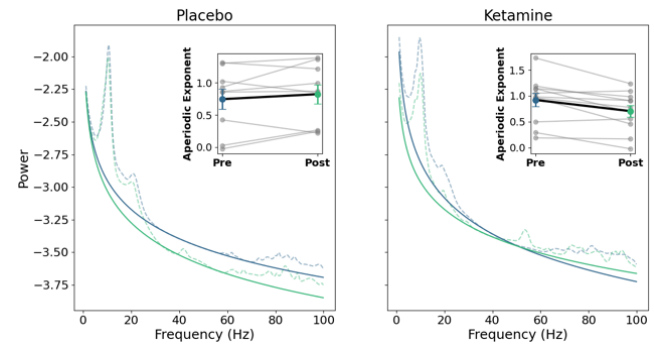 Placebo
Ketamine
Power
−2.00
−2.25
−2.50
−2.75
−3.00
−3.25
−3.50
−3.75
Aperiodic Exponent
1.0
0.5
0.0
Pre
Post
Aperiodic Exponent
1.5
1.0
0.5
0.0
Pre
Post
0 20 40 60 80 100
0 20 40 60 80 100
Frequency (Hz)
Frequency (Hz)